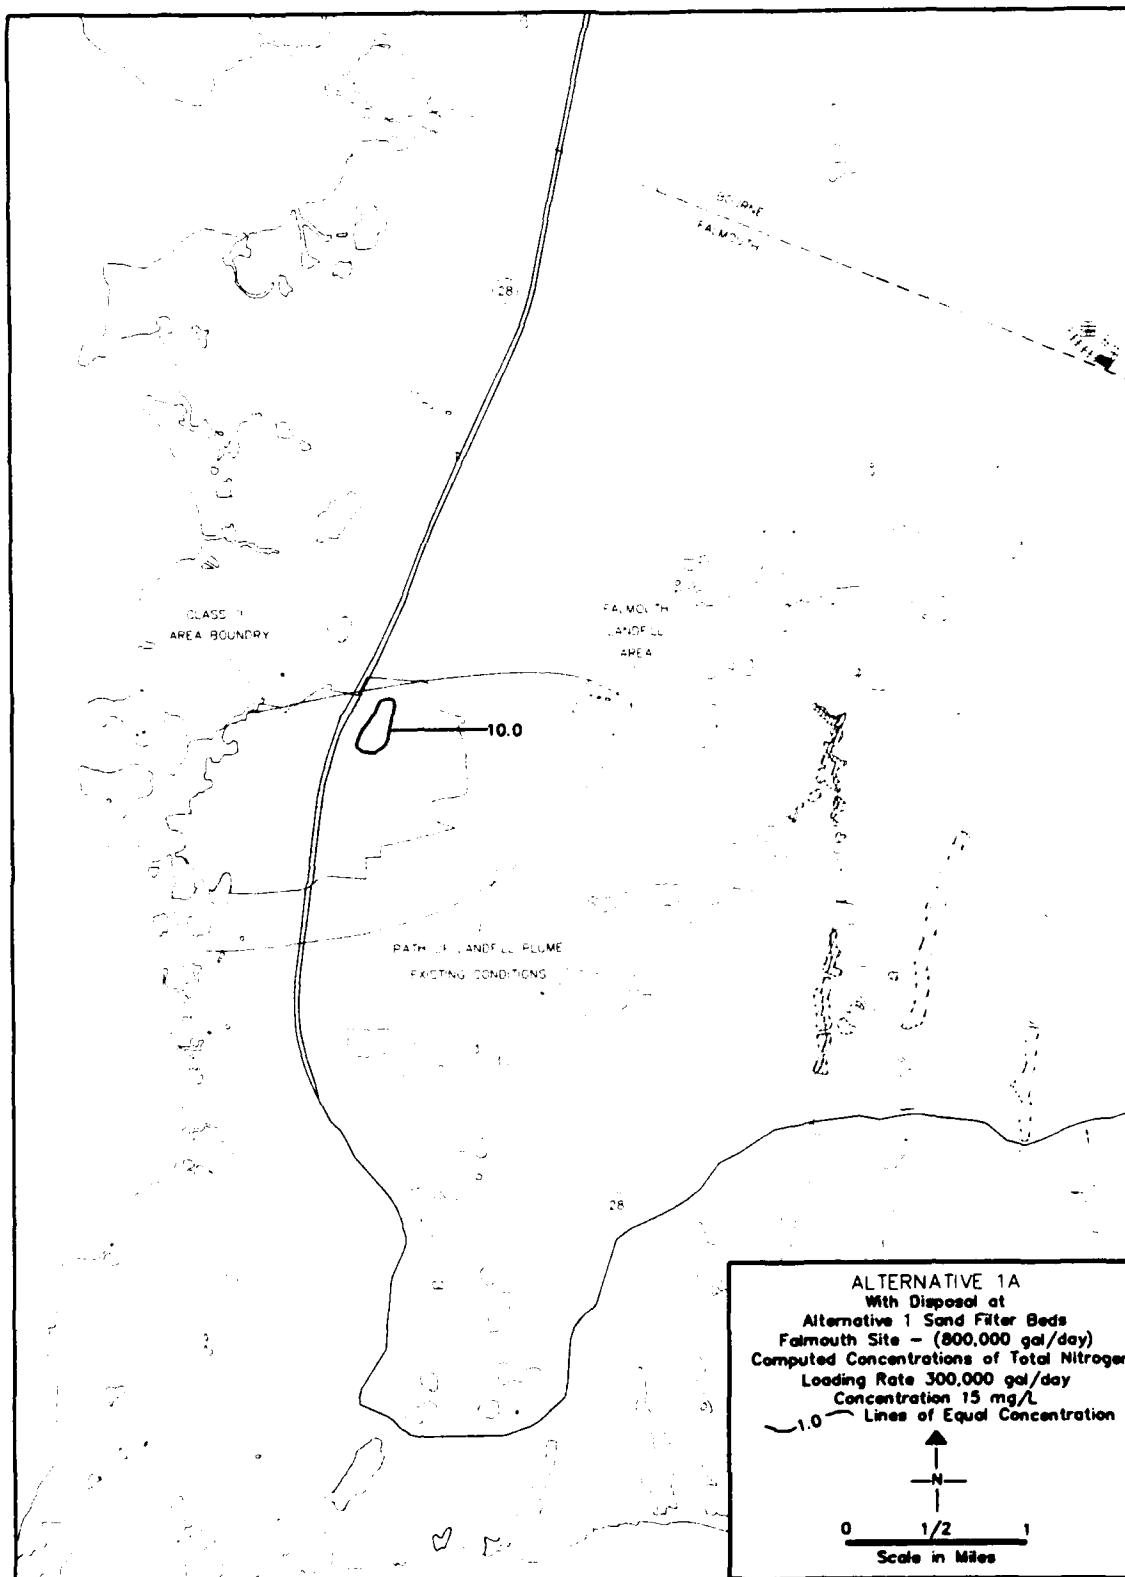 BOURNE
FALMOUTH
28
CLASS
AREA BOUNDRY
FALMOUTH
LANDFILL
AREA
10.0
PATH OF LANDFILL PLUME
EXISTING CONDITIONS
28
ALTERNATIVE 1A
With Disposal at
Alternative 1 Sand Filter Beds
Falmouth Site - (800,000 gal/day)
Computed Concentrations of Total Nitrogen
Loading Rate 300,000 gal/day
Concentration 15 mg/L
1.0 Lines of Equal Concentration
N
0 1/2 1
Scale in Miles